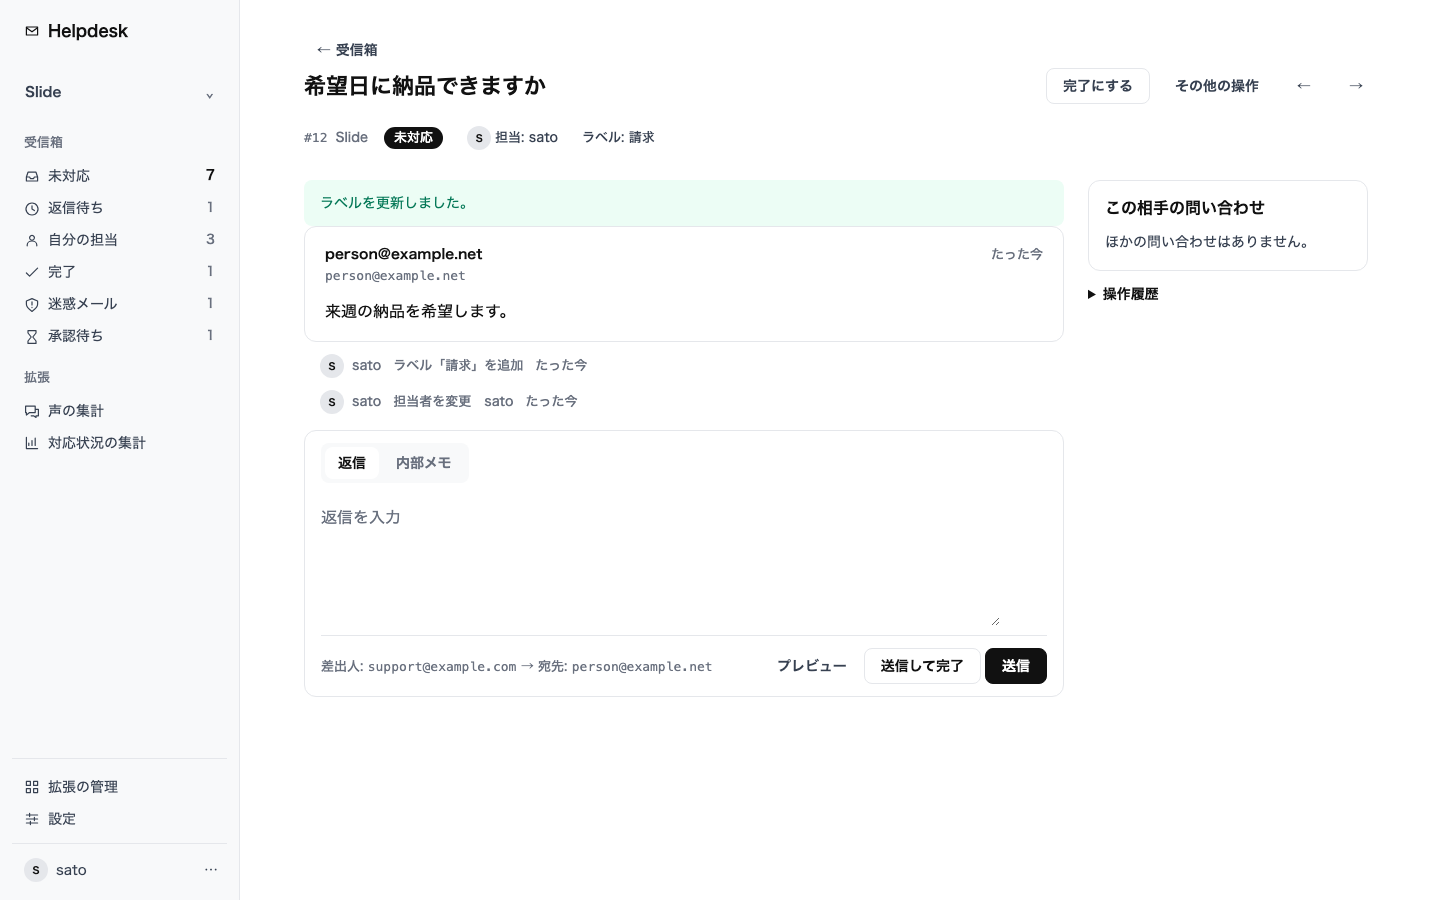 Helpdesk
Slide
受信箱
未対応 7
返信待ち 1
自分の担当 3
完了 1
迷惑メール 1
承認待ち 1
拡張
声の集計
対応状況の集計
拡張の管理
設定
S sato ...
← 受信箱
希望日に納品できますか
完了にする その他の操作 ← →
#12 Slide 未対応 S 担当: sato ラベル: 請求
ラベルを更新しました。
person@example.net たった今
person@example.net
来週の納品を希望します。
S sato ラベル「請求」を追加 たった今
S sato 担当者を変更 sato たった今
返信 内部メモ
返信を入力
差出人: support@example.com → 宛先: person@example.net プレビュー 送信して完了 送信
この相手の問い合わせ
ほかの問い合わせはありません。
▶ 操作履歴